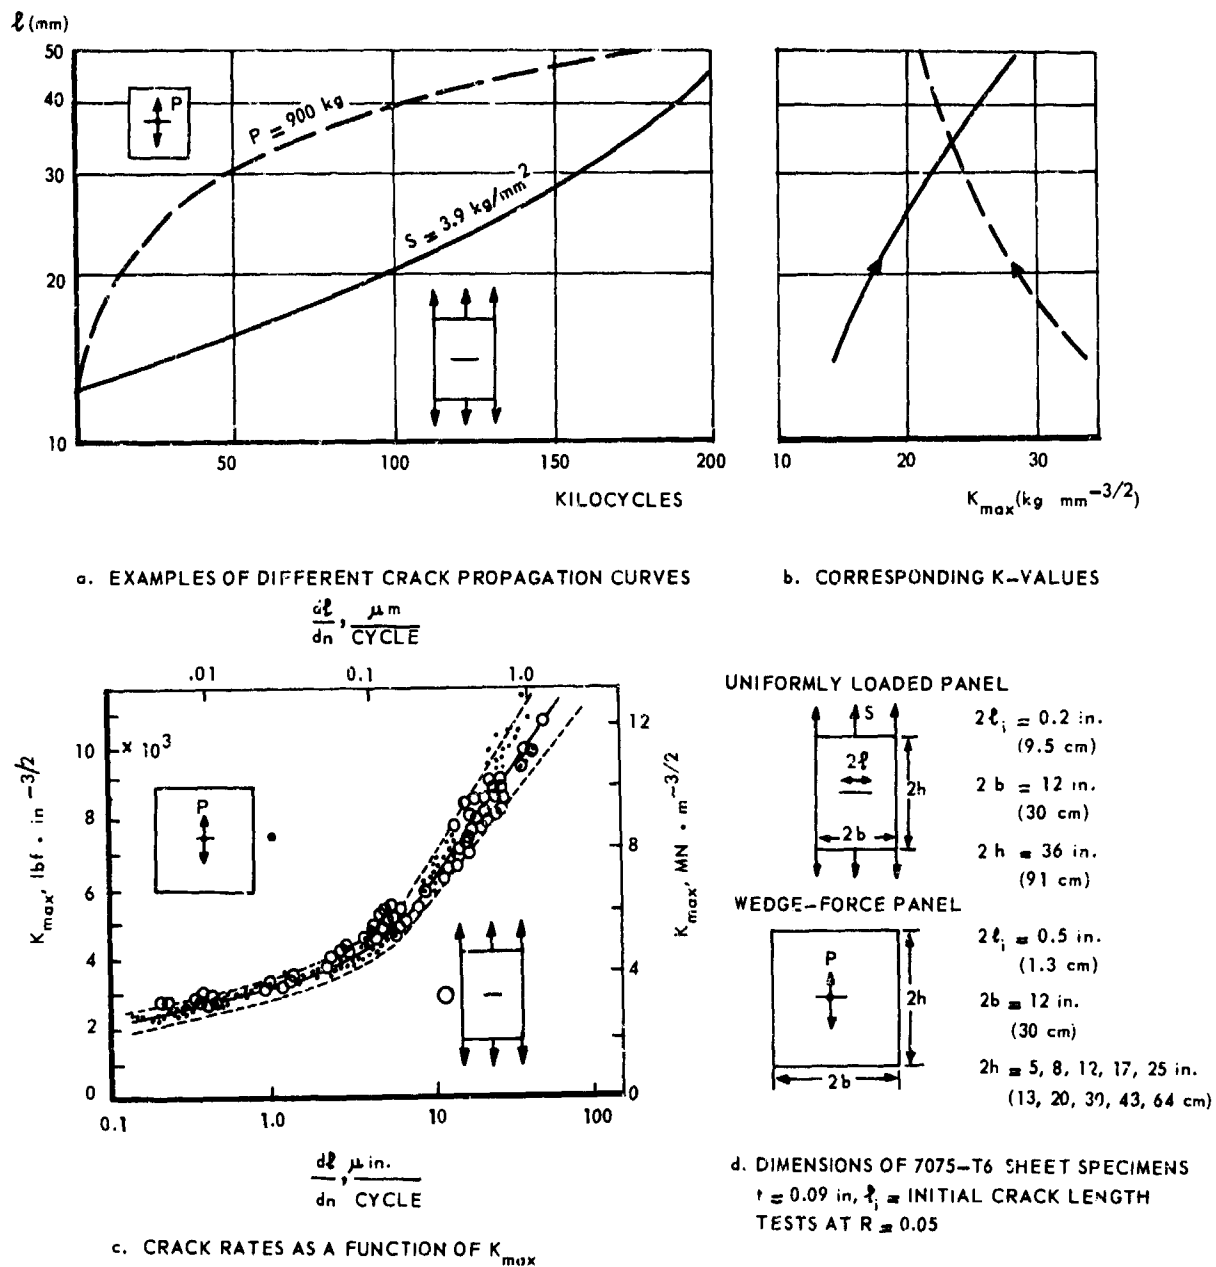 ℓ (mm)
50
40
30
20
10
P
P = 900 kg
S = 3.9 kg/mm²
50
100
150
200
KILOCYCLES
10
20
30
K_max (kg mm^-3/2)
a. EXAMPLES OF DIFFERENT CRACK PROPAGATION CURVES
b. CORRESPONDING K-VALUES
dℓ/dn, μm/CYCLE
.01
0.1
1.0
K_max, lbf · in^-3/2
10
8
6
4
2
0
× 10³
P
12
8
4
0
K_max, MN · m^-3/2
0.1
1.0
10
100
dℓ/dn, μin./CYCLE
c. CRACK RATES AS A FUNCTION OF K_max
UNIFORMLY LOADED PANEL
S
2ℓ
2h
2b
2ℓ_i = 0.2 in.
(9.5 cm)
2 b = 12 in.
(30 cm)
2 h = 36 in.
(91 cm)
WEDGE-FORCE PANEL
P
2h
2b
2ℓ_i = 0.5 in.
(1.3 cm)
2b = 12 in.
(30 cm)
2h = 5, 8, 12, 17, 25 in.
(13, 20, 30, 43, 64 cm)
d. DIMENSIONS OF 7075-T6 SHEET SPECIMENS
t = 0.09 in, ℓ_i = INITIAL CRACK LENGTH
TESTS AT R = 0.05